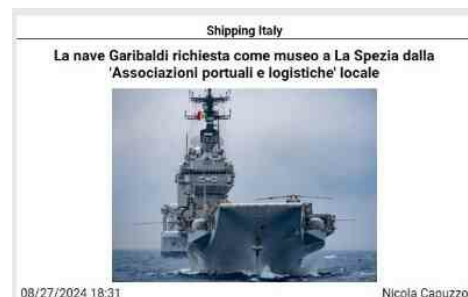 Shipping Italy
La nave Garibaldi richiesta come museo a La Spezia dalla
'Associazioni portuali e logistiche' locale
08/27/2024 18:31
Nicola Capuzzo